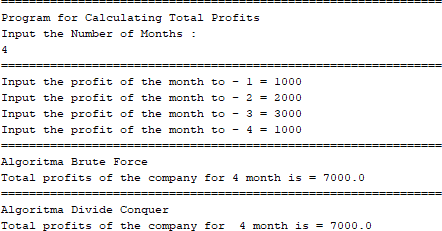 ==============================================================
Program for Calculating Total Profits
Input the Number of Months :
4
==============================================================
Input the profit of the month to - 1 = 1000
Input the profit of the month to - 2 = 2000
Input the profit of the month to - 3 = 3000
Input the profit of the month to - 4 = 1000
==============================================================
Algoritma Brute Force
Total profits of the company for 4 month is = 7000.0
==============================================================
Algoritma Divide Conquer
Total profits of the company for  4 month is = 7000.0